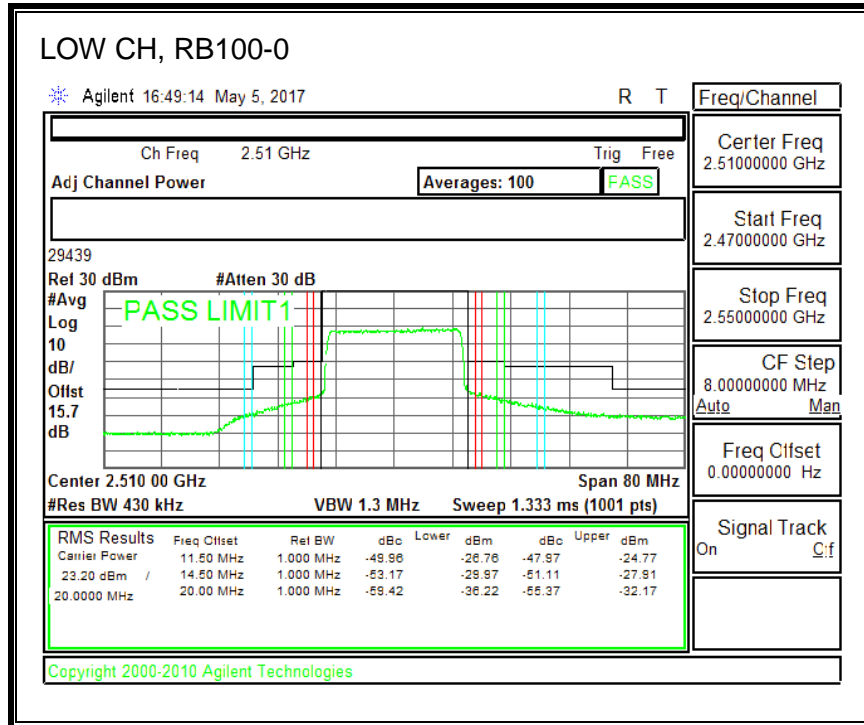 LOW CH, RB100-0
Agilent 16:49:14 May 5, 2017 R T
Freq/Channel
Ch Freq 2.51 GHz Trig Free
Adj Channel Power Averages: 100 PASS
Center Freq
2.51000000 GHz
Start Freq
2.47000000 GHz
29439
Ref 30 dBm #Atten 30 dB
#Avg
Log
10
dB/
Offst
15.7
dB
PASS LIMIT1
Stop Freq
2.55000000 GHz
CF Step
8.00000000 MHz
Auto Man
Freq Offset
0.00000000 Hz
Center 2.510 00 GHz Span 80 MHz
#Res BW 430 kHz VBW 1.3 MHz Sweep 1.333 ms (1001 pts)
Signal Track
On Off
RMS Results Freq Offset Ref BW dBc Lower dBm dBc Upper dBm
Carrier Power 11.50 MHz 1.000 MHz -49.96 -26.76 -47.97 -24.77
23.20 dBm / 14.50 MHz 1.000 MHz -53.17 -29.97 -51.11 -27.91
20.0000 MHz 20.00 MHz 1.000 MHz -59.42 -36.22 -55.37 -32.17
Copyright 2000-2010 Agilent Technologies